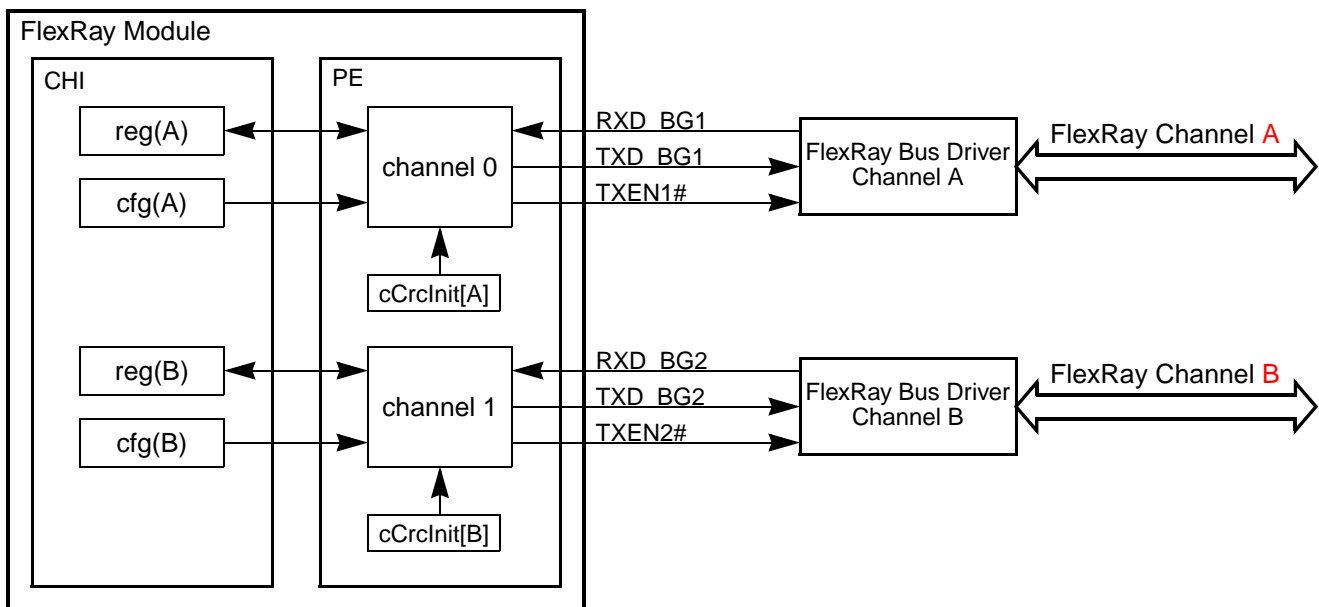 FlexRay Module
CHI
PE
reg(A)
cfg(A)
channel 0
cCrcInit[A]
RXD_BG1
TXD_BG1
TXEN1#
FlexRay Bus Driver
Channel A
FlexRay Channel A
reg(B)
cfg(B)
channel 1
cCrcInit[B]
RXD_BG2
TXD_BG2
TXEN2#
FlexRay Bus Driver
Channel B
FlexRay Channel B